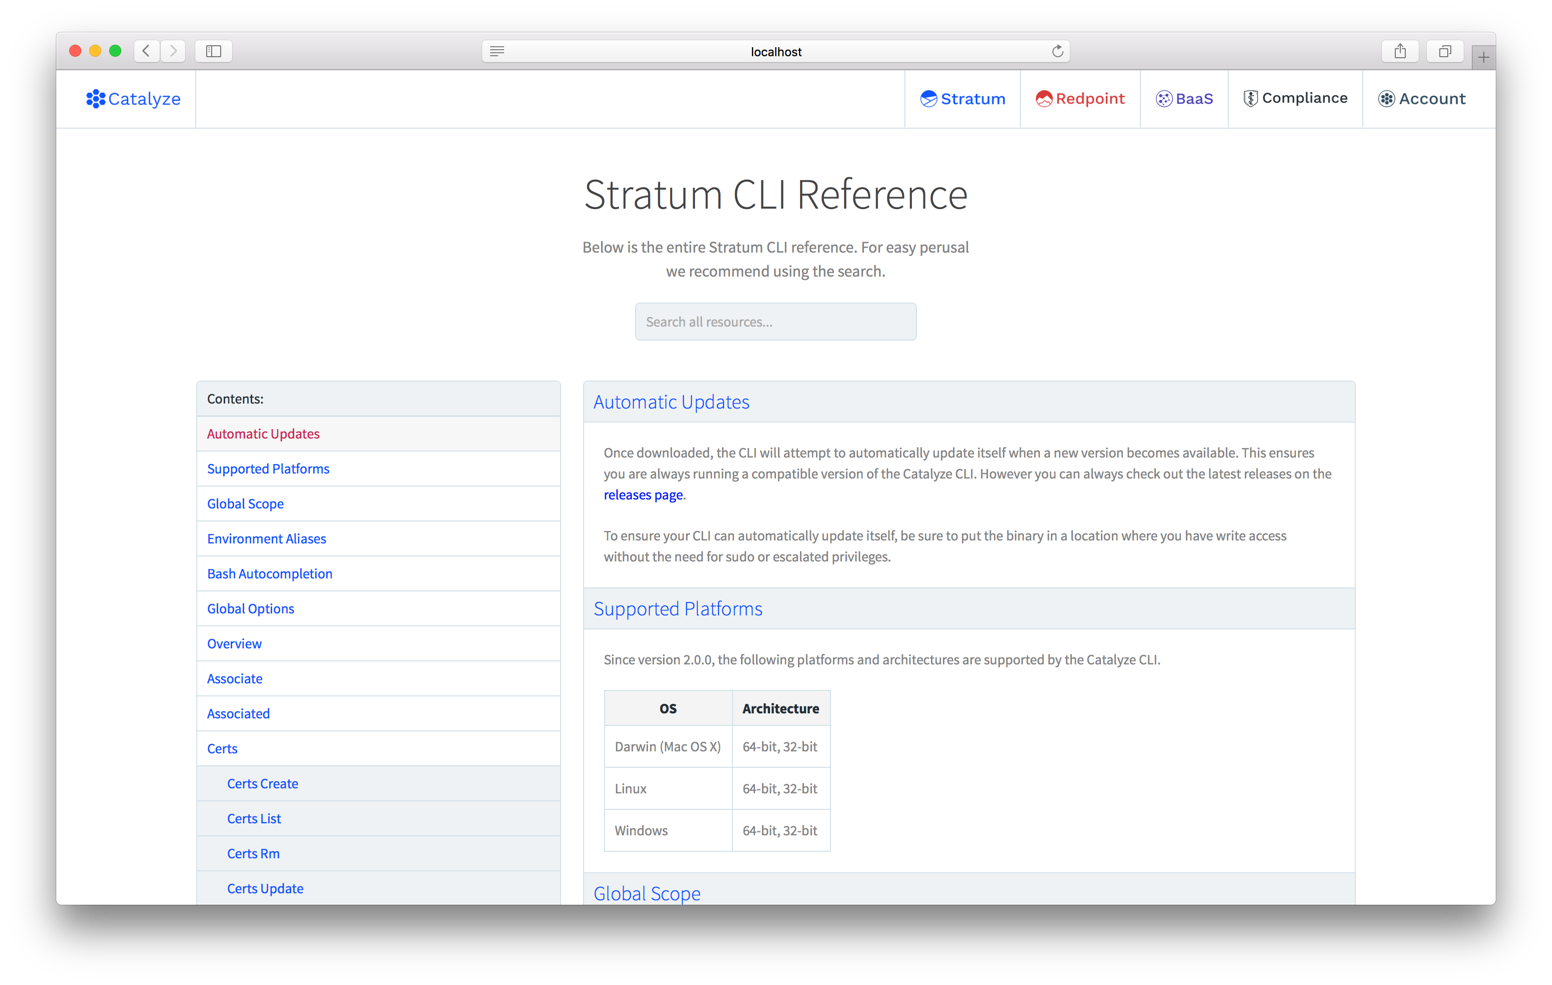 localhost
Catalyze
Stratum
Redpoint
BaaS
Compliance
Account
Stratum CLI Reference
Below is the entire Stratum CLI reference. For easy perusal
we recommend using the search.
Search all resources...
Contents:
Automatic Updates
Supported Platforms
Global Scope
Environment Aliases
Bash Autocompletion
Global Options
Overview
Associate
Associated
Certs
Certs Create
Certs List
Certs Rm
Certs Update
Automatic Updates
Once downloaded, the CLI will attempt to automatically update itself when a new version becomes available. This ensures
you are always running a compatible version of the Catalyze CLI. However you can always check out the latest releases on the
releases page.
To ensure your CLI can automatically update itself, be sure to put the binary in a location where you have write access
without the need for sudo or escalated privileges.
Supported Platforms
Since version 2.0.0, the following platforms and architectures are supported by the Catalyze CLI.
OS Architecture
Darwin (Mac OS X) 64-bit, 32-bit
Linux 64-bit, 32-bit
Windows 64-bit, 32-bit
Global Scope